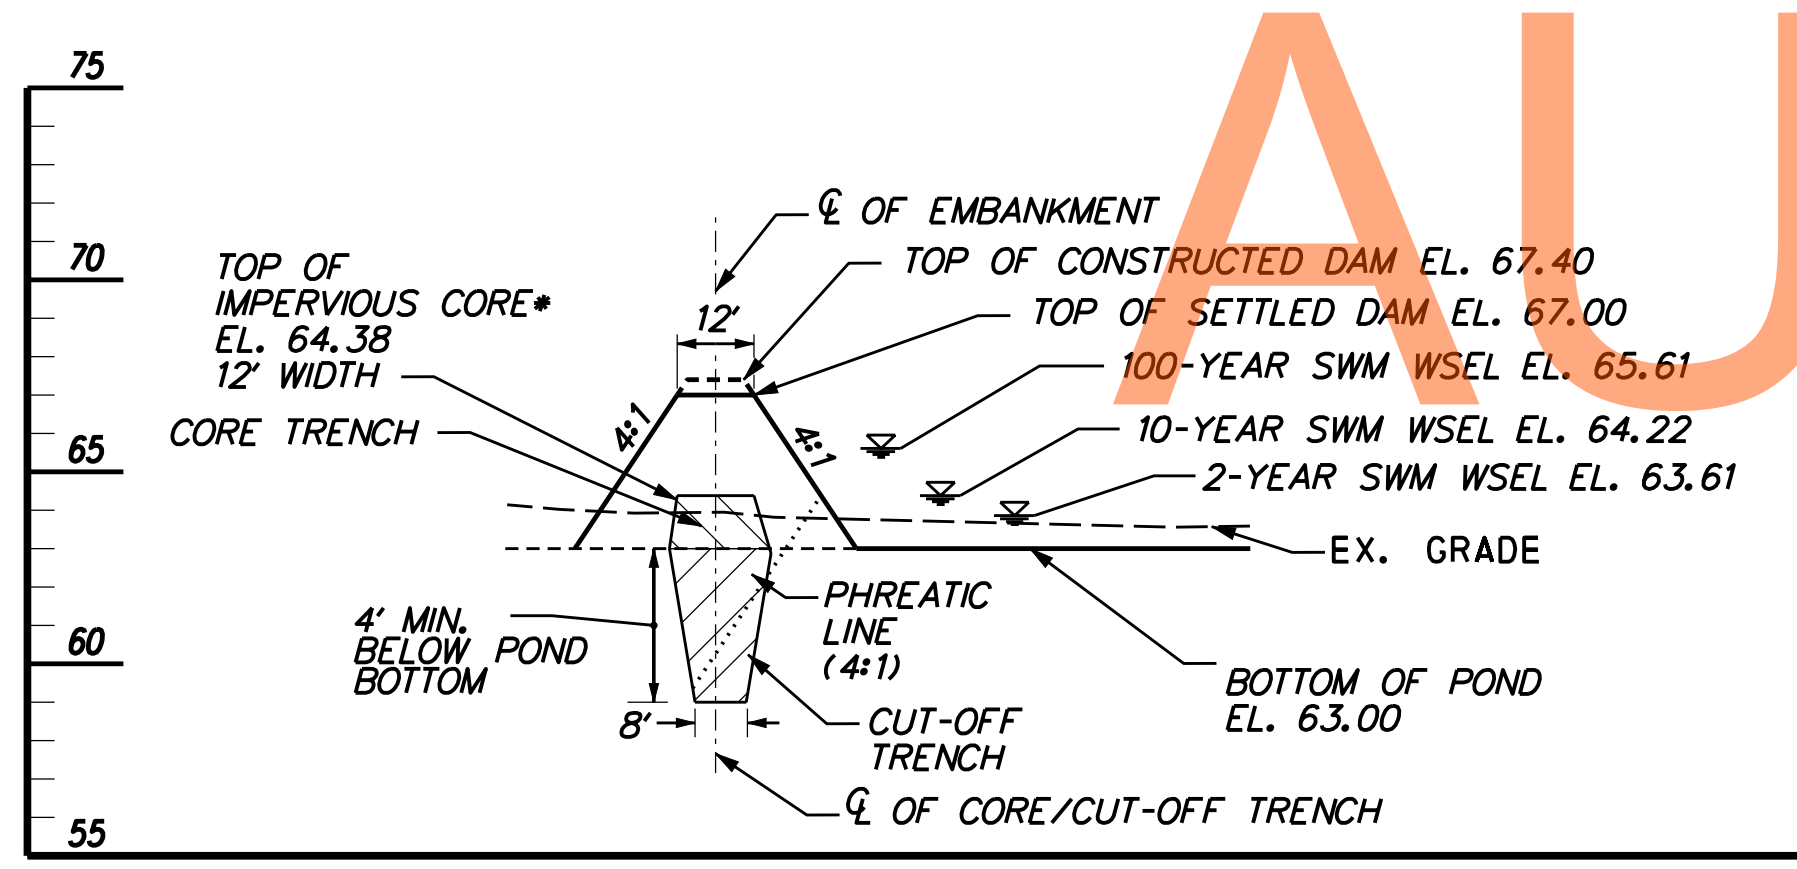 75
70
65
60
55
℄ OF EMBANKMENT
TOP OF CONSTRUCTED DAM EL. 67.40
TOP OF SETTLED DAM EL. 67.00
100-YEAR SWM WSEL EL. 65.61
10-YEAR SWM WSEL EL. 64.22
2-YEAR SWM WSEL EL. 63.61
EX. GRADE
TOP OF
IMPERVIOUS CORE*
EL. 64.38
12' WIDTH
CORE TRENCH
12'
4:1
4:1
4' MIN.
BELOW POND
BOTTOM
PHREATIC
LINE
(4:1)
BOTTOM OF POND
EL. 63.00
8'
CUT-OFF
TRENCH
℄ OF CORE/CUT-OFF TRENCH
AU